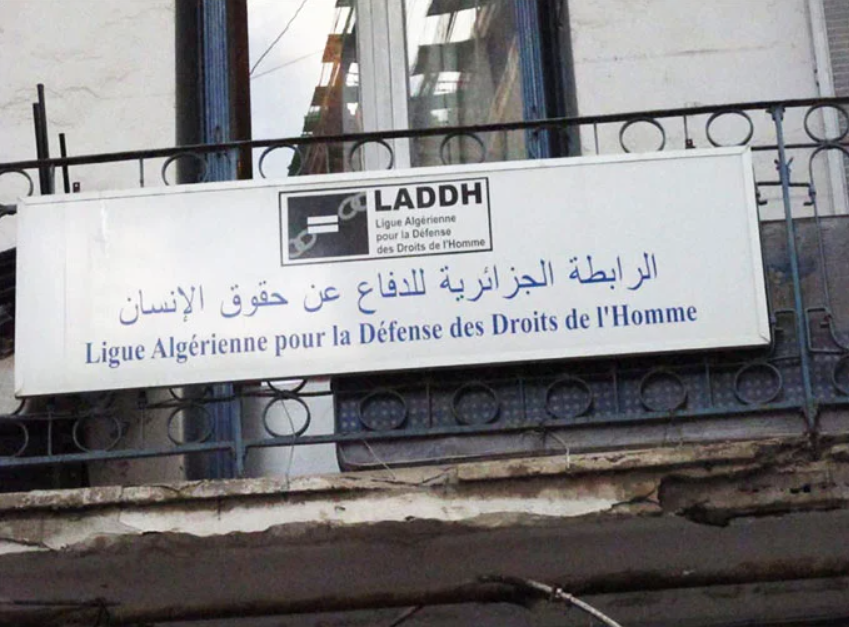 LADDH
Ligue Algérienne
pour la Défense
des Droits de l'Homme
الرابطة الجزائرية للدفاع عن حقوق الإنسان
Ligue Algérienne pour la Défense des Droits de l'Homme